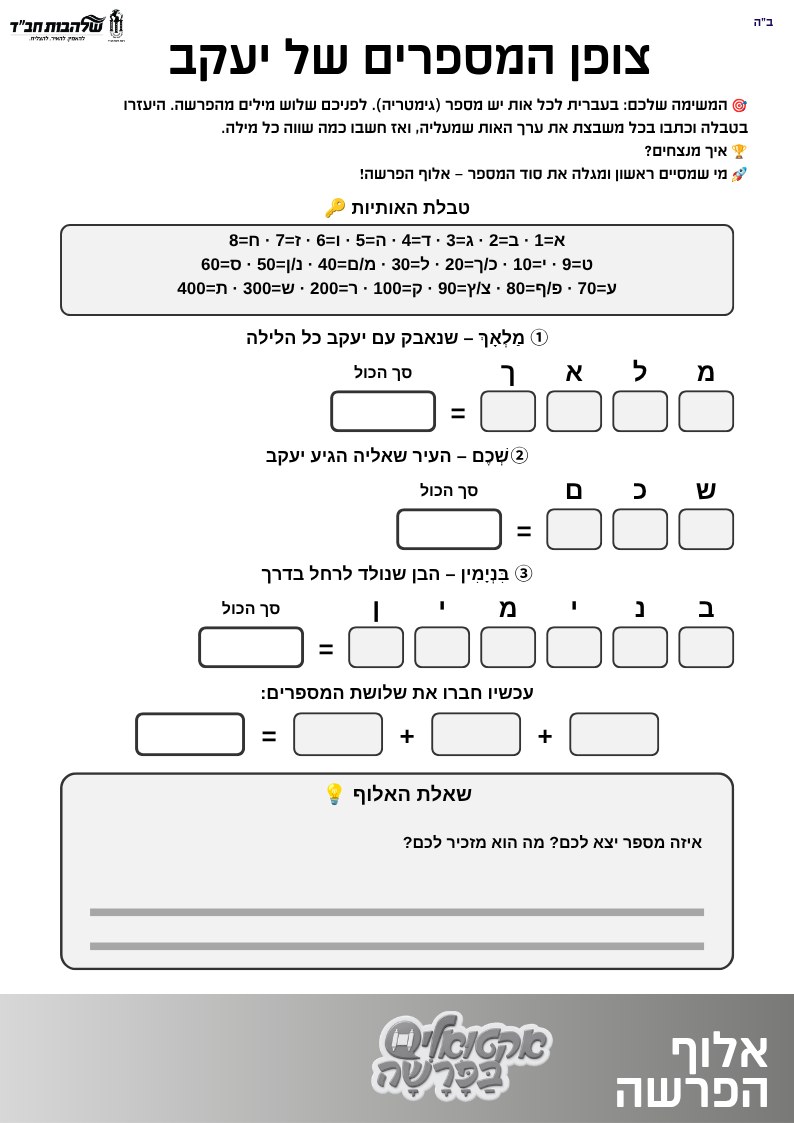 ב"ה
שלהבות חב"ד
להאמין. להאיר. להצליח.
צופן המספרים של יעקב
🎯 המשימה שלכם: בעברית לכל אות יש מספר (גימטריה). לפניכם שלוש מילים מהפרשה. היעזרו
בטבלה וכתבו בכל משבצת את ערך האות שמעליה, ואז חשבו כמה שווה כל מילה.
🏆 איך מנצחים?
🚀 מי שמסיים ראשון ומגלה את סוד המספר – אלוף הפרשה!
טבלת האותיות 🔑
א=1 · ב=2 · ג=3 · ד=4 · ה=5 · ו=6 · ז=7 · ח=8
ט=9 · י=10 · כ/ך=20 · ל=30 · מ/ם=40 · נ/ן=50 · ס=60
ע=70 · פ/ף=80 · צ/ץ=90 · ק=100 · ר=200 · ש=300 · ת=400
① מַלְאָךְ – שנאבק עם יעקב כל הלילה
מ ל א ך סך הכול
=
②שְׁכֶם – העיר שאליה הגיע יעקב
ש כ ם סך הכול
=
③ בִּנְיָמִין – הבן שנולד לרחל בדרך
ב נ י מ י ן סך הכול
=
עכשיו חברו את שלושת המספרים:
+ + =
שאלת האלוף 💡
איזה מספר יצא לכם? מה הוא מזכיר לכם?
אקטואליה
בַּפָּרָשָׁה
אלוף
הפרשה